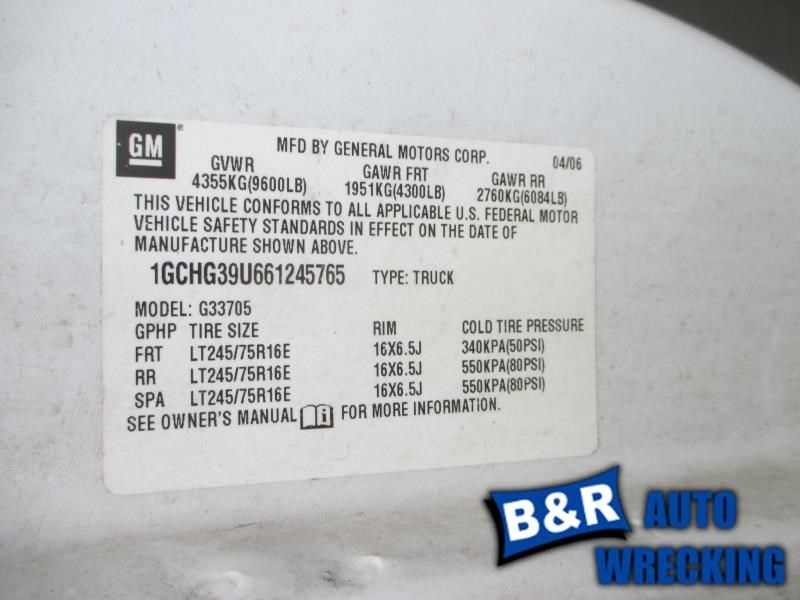 GM
MFD BY GENERAL MOTORS CORP. 04/06
GVWR GAWR FRT GAWR RR
4355KG(9600LB) 1951KG(4300LB) 2760KG(6084LB)
THIS VEHICLE CONFORMS TO ALL APPLICABLE U.S. FEDERAL MOTOR
VEHICLE SAFETY STANDARDS IN EFFECT ON THE DATE OF
MANUFACTURE SHOWN ABOVE.
1GCHG39U661245765 TYPE: TRUCK
MODEL: G33705
GPHP TIRE SIZE RIM COLD TIRE PRESSURE
FRT LT245/75R16E 16X6.5J 340KPA(50PSI)
RR LT245/75R16E 16X6.5J 550KPA(80PSI)
SPA LT245/75R16E 16X6.5J 550KPA(80PSI)
SEE OWNER'S MANUAL i FOR MORE INFORMATION.
B&R AUTO
WRECKING